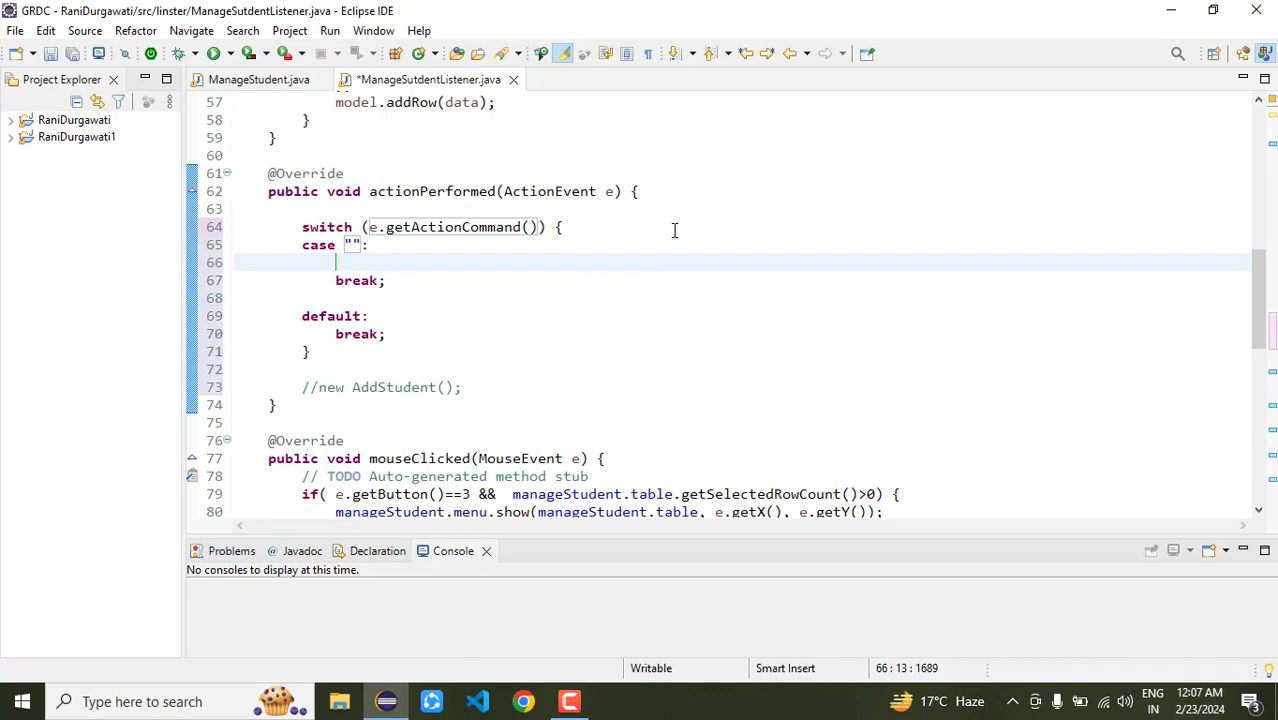 GRDC - RaniDurgawati/src/linster/ManageSutdentListener.java - Eclipse IDE
File Edit Source Refactor Navigate Search Project Run Window Help
Project Explorer
ManageStudent.java
*ManageSutdentListener.java
RaniDurgawati
RaniDurgawati1
57 model.addRow(data);
58 }
59 }
60
61 @Override
62 public void actionPerformed(ActionEvent e) {
63
64 switch (e.getActionCommand()) {
65 case "":
66
67 break;
68
69 default:
70 break;
71 }
72
73 //new AddStudent();
74 }
75
76 @Override
77 public void mouseClicked(MouseEvent e) {
78 // TODO Auto-generated method stub
79 if( e.getButton()==3 && manageStudent.table.getSelectedRowCount()>0) {
80 manageStudent.menu.show(manageStudent.table, e.getX(), e.getY());
Problems Javadoc Declaration Console
No consoles to display at this time.
Writable Smart Insert 66 : 13 : 1689
Type here to search
17°C Haze
ENG
IN
12:07 AM
2/23/2024
3